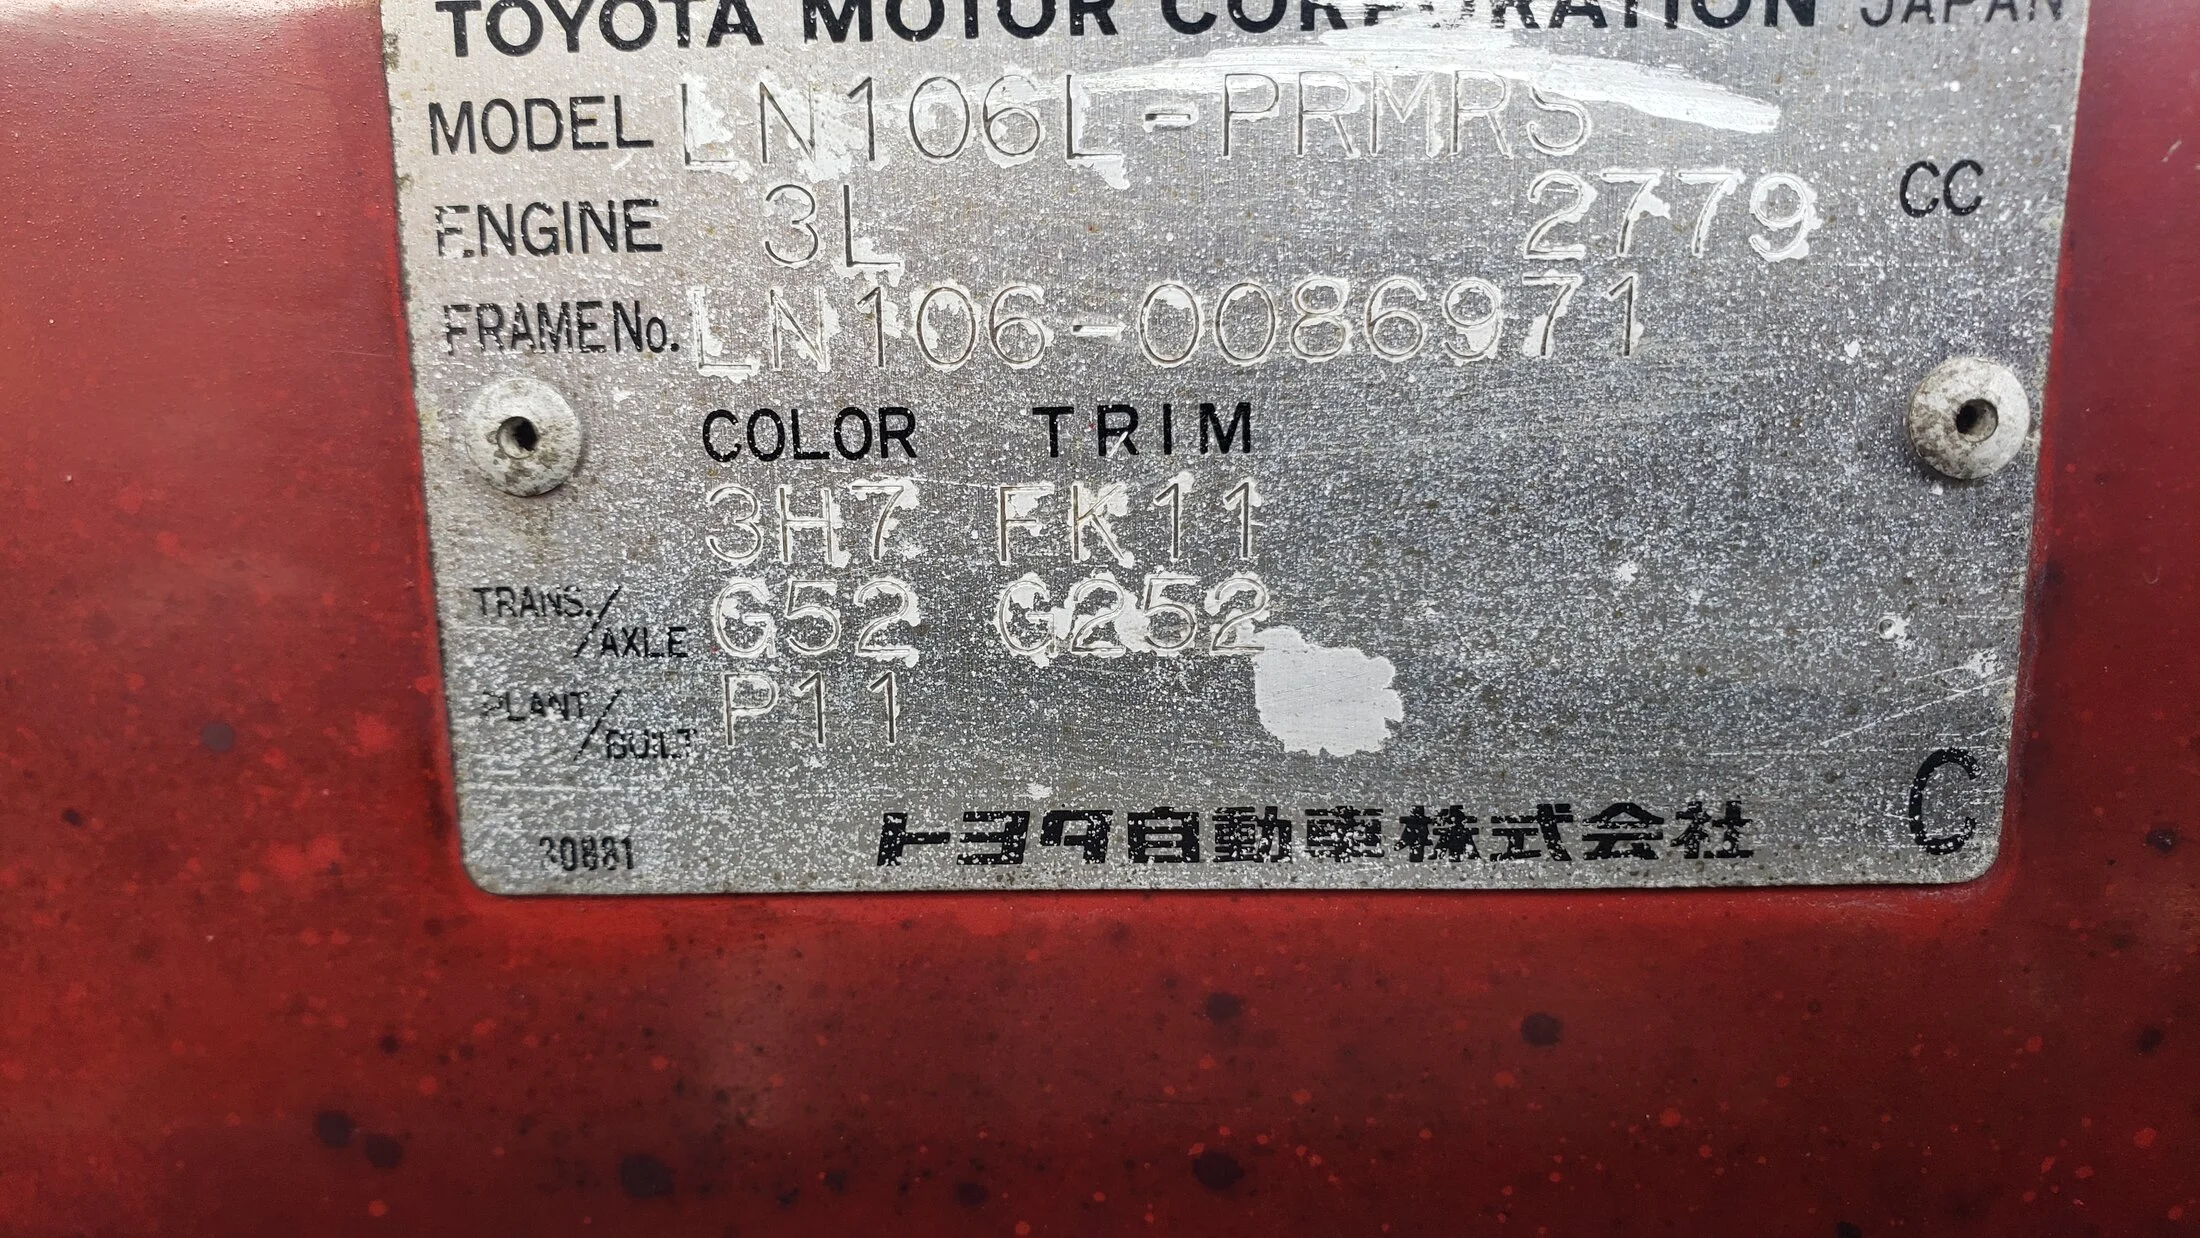 TOYOTA MOTOR CORPORATION JAPAN
MODEL LN106L-PRMRS
ENGINE 3L 2779 CC
FRAME No. LN106-0086971
COLOR TRIM
3H7 FK11
TRANS./AXLE G52 G252
PLANT/BUILT P11
30881
トヨタ自動車株式会社 C